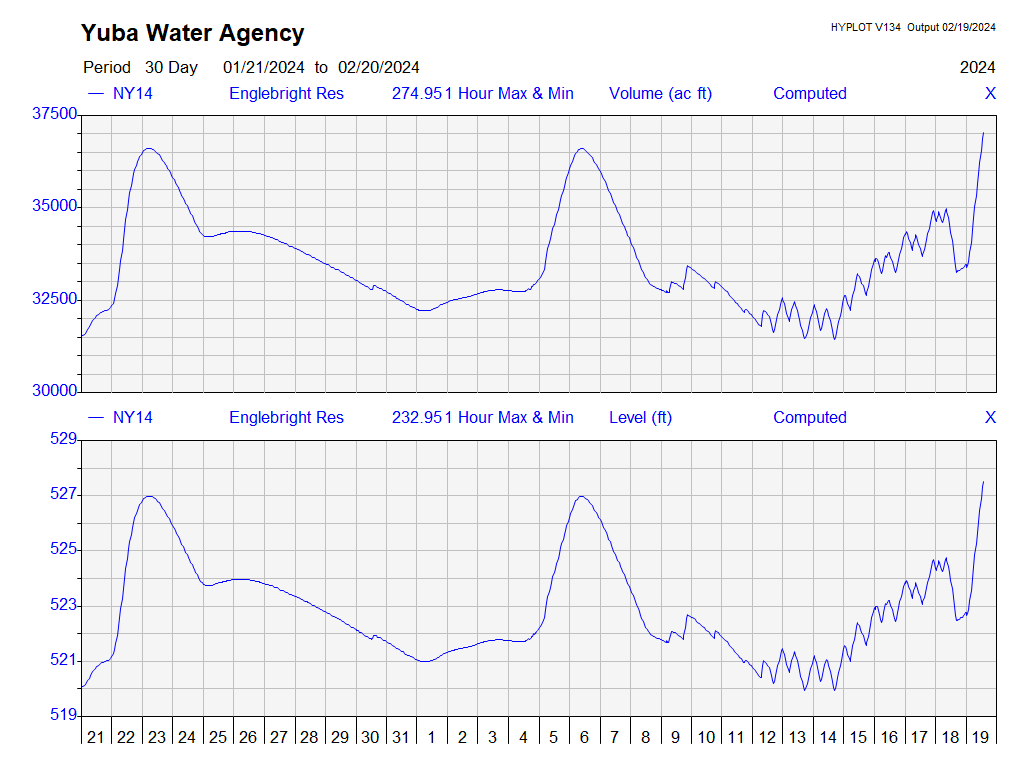 Yuba Water Agency
HYPLOT V134 Output 02/19/2024
Period 30 Day 01/21/2024 to 02/20/2024
2024
NY14 Englebright Res 274.951 Hour Max & Min Volume (ac ft) Computed X
37500
35000
32500
30000
NY14 Englebright Res 232.951 Hour Max & Min Level (ft) Computed X
529
527
525
523
521
519
21 22 23 24 25 26 27 28 29 30 31 1 2 3 4 5 6 7 8 9 10 11 12 13 14 15 16 17 18 19